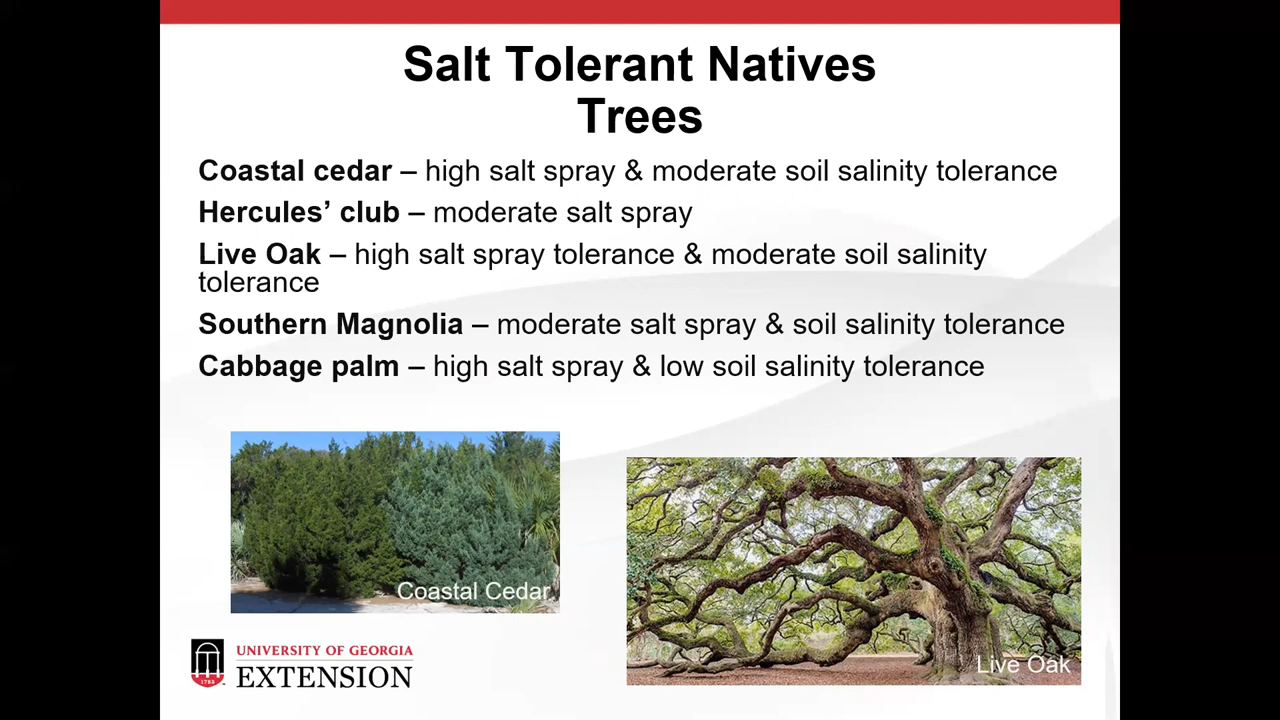 Salt Tolerant Natives
Trees
Coastal cedar – high salt spray & moderate soil salinity tolerance
Hercules’ club – moderate salt spray
Live Oak – high salt spray tolerance & moderate soil salinity
tolerance
Southern Magnolia – moderate salt spray & soil salinity tolerance
Cabbage palm – high salt spray & low soil salinity tolerance
Coastal Cedar
Live Oak
1785
UNIVERSITY OF GEORGIA
EXTENSION